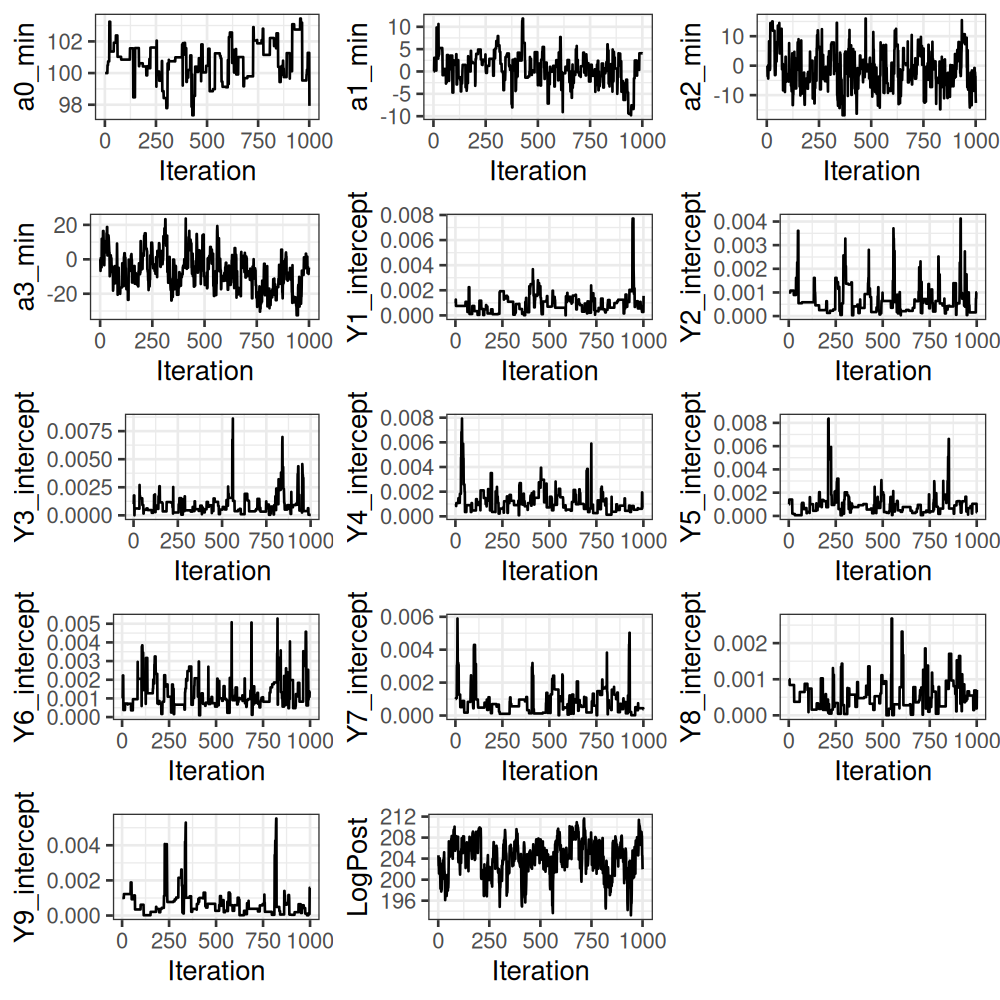 a0_min
102
100
98
0 250 500 750 1000
Iteration
a1_min
10
5
0
-5
-10
0 250 500 750 1000
Iteration
a2_min
10
0
-10
0 250 500 750 1000
Iteration
a3_min
20
0
-20
0 250 500 750 1000
Iteration
Y1_intercept
0.008
0.006
0.004
0.002
0.000
0 250 500 750 1000
Iteration
Y2_intercept
0.004
0.003
0.002
0.001
0.000
0 250 500 750 1000
Iteration
Y3_intercept
0.0075
0.0050
0.0025
0.0000
0 250 500 750 1000
Iteration
Y4_intercept
0.008
0.006
0.004
0.002
0.000
0 250 500 750 1000
Iteration
Y5_intercept
0.008
0.006
0.004
0.002
0.000
0 250 500 750 1000
Iteration
Y6_intercept
0.005
0.004
0.003
0.002
0.001
0.000
0 250 500 750 1000
Iteration
Y7_intercept
0.006
0.004
0.002
0.000
0 250 500 750 1000
Iteration
Y8_intercept
0.002
0.001
0.000
0 250 500 750 1000
Iteration
Y9_intercept
0.004
0.002
0.000
0 250 500 750 1000
Iteration
LogPost
212
208
204
200
196
0 250 500 750 1000
Iteration